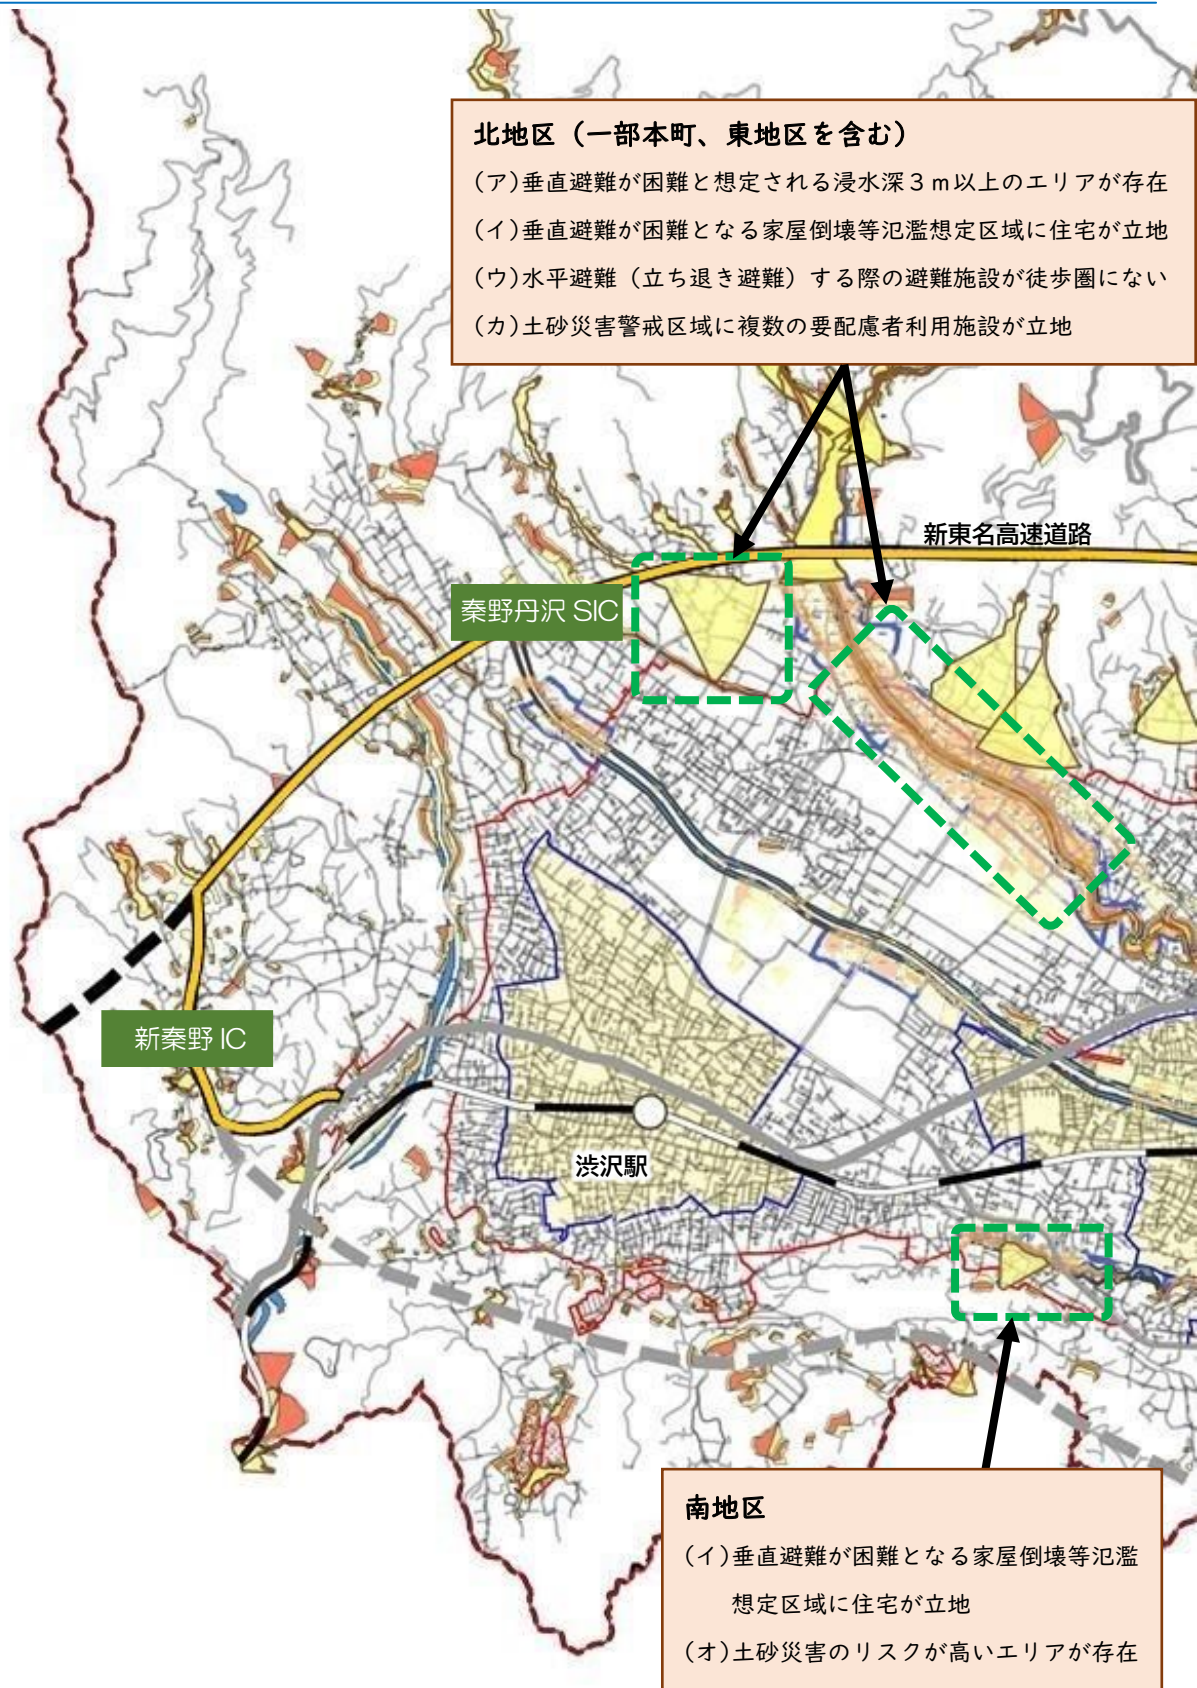 北地区（一部本町、東地区を含む）
(ア)垂直避難が困難と想定される浸水深３ｍ以上のエリアが存在
(イ)垂直避難が困難となる家屋倒壊等氾濫想定区域に住宅が立地
(ウ)水平避難（立ち退き避難）する際の避難施設が徒歩圏にない
(カ)土砂災害警戒区域に複数の要配慮者利用施設が立地
新東名高速道路
秦野丹沢 SIC
新秦野 IC
渋沢駅
南地区
(イ)垂直避難が困難となる家屋倒壊等氾濫
想定区域に住宅が立地
(オ)土砂災害のリスクが高いエリアが存在